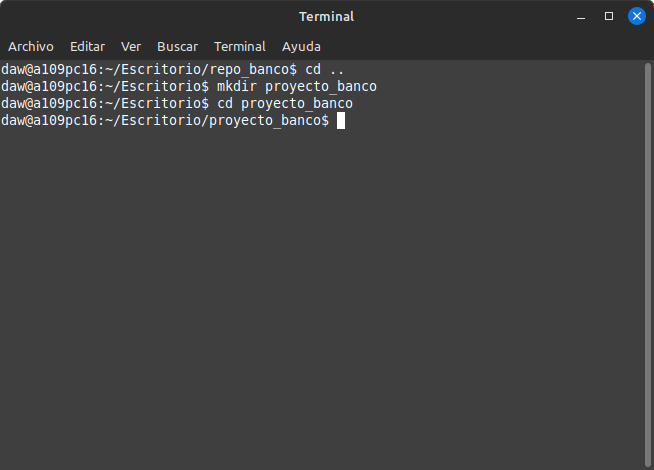 Terminal
Archivo Editar Ver Buscar Terminal Ayuda
daw@a109pc16:~/Escritorio/repo_banco$ cd ..
daw@a109pc16:~/Escritorio$ mkdir proyecto_banco
daw@a109pc16:~/Escritorio$ cd proyecto_banco
daw@a109pc16:~/Escritorio/proyecto_banco$